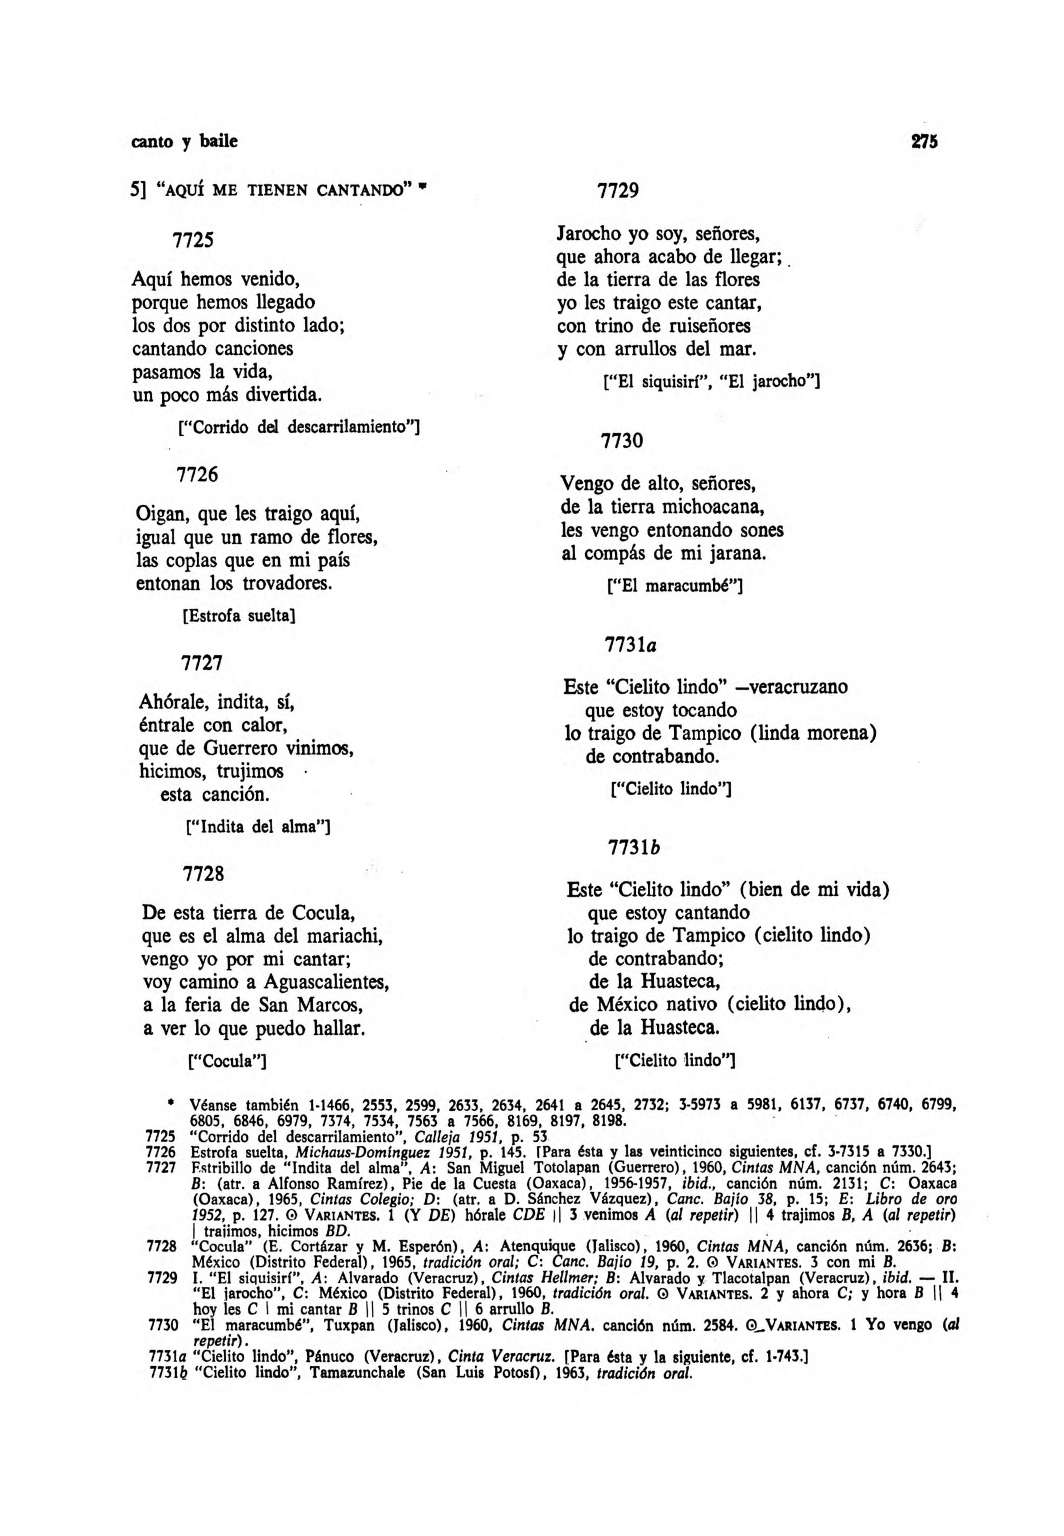 canto y baile 275
5] “AQUÍ ME TIENEN CANTANDO” *
7725
Aquí hemos venido,
porque hemos llegado
los dos por distinto lado;
cantando canciones
pasamos la vida,
un poco más divertida.
[“Corrido del descarrilamiento”]
7726
Oigan, que les traigo aquí,
igual que un ramo de flores,
las coplas que en mi país
entonan los trovadores.
[Estrofa suelta]
7727
Ahórale, indita, sí,
éntrale con calor,
que de Guerrero vinimos,
hicimos, trujimos
esta canción.
[“Indita del alma”]
7728
De esta tierra de Cocula,
que es el alma del mariachi,
vengo yo por mi cantar;
voy camino a Aguascalientes,
a la feria de San Marcos,
a ver lo que puedo hallar.
[“Cocula”]
7729
Jarocho yo soy, señores,
que ahora acabo de llegar;
de la tierra de las flores
yo les traigo este cantar,
con trino de ruiseñores
y con arrullos del mar.
[“El siquisirí”, “El jarocho”]
7730
Vengo de alto, señores,
de la tierra michoacana,
les vengo entonando sones
al compás de mi jarana.
[“El maracumbé”]
7731a
Este “Cielito lindo” —veracruzano
que estoy tocando
lo traigo de Tampico (linda morena)
de contrabando.
[“Cielito lindo”]
7731b
Este “Cielito lindo” (bien de mi vida)
que estoy cantando
lo traigo de Tampico (cielito lindo)
de contrabando;
de la Huasteca,
de México nativo (cielito lindo),
de la Huasteca.
[“Cielito lindo”]
* Véanse también 1-1466, 2553, 2599, 2633, 2634, 2641 a 2645, 2732; 3-5973 a 5981, 6137, 6737, 6740, 6799,
6805, 6846, 6979, 7374, 7534, 7563 a 7566, 8169, 8197, 8198.
7725 “Corrido del descarrilamiento”, Calleja 1951, p. 53
7726 Estrofa suelta, Michaus-Domínguez 1951, p. 145. [Para ésta y las veinticinco siguientes, cf. 3-7315 a 7330.]
7727 Estribillo de “Indita del alma”, A: San Miguel Totolapan (Guerrero), 1960, Cintas MNA, canción núm. 2643;
B: (atr. a Alfonso Ramírez), Pie de la Cuesta (Oaxaca), 1956-1957, ibid., canción núm. 2131; C: Oaxaca
(Oaxaca), 1965, Cintas Colegio; D: (atr. a D. Sánchez Vázquez), Canc. Bajío 38, p. 15; E: Libro de oro
1952, p. 127. ⊙ VARIANTES. 1 (Y DE) hórale CDE || 3 venimos A (al repetir) || 4 trajimos B, A (al repetir)
| trajimos, hicimos BD.
7728 “Cocula” (E. Cortázar y M. Esperón), A: Atenquique (Jalisco), 1960, Cintas MNA, canción núm. 2636; B:
México (Distrito Federal), 1965, tradición oral; C: Canc. Bajío 19, p. 2. ⊙ VARIANTES. 3 con mi B.
7729 I. “El siquisirí”, A: Alvarado (Veracruz), Cintas Hellmer; B: Alvarado y Tlacotalpan (Veracruz), ibid. — II.
“El jarocho”, C: México (Distrito Federal), 1960, tradición oral. ⊙ VARIANTES. 2 y ahora C; y hora B || 4
hoy les C | mi cantar B || 5 trinos C || 6 arrullo B.
7730 “El maracumbé”, Tuxpan (Jalisco), 1960, Cintas MNA. canción núm. 2584. ⊙ VARIANTES. 1 Yo vengo (al
repetir).
7731a “Cielito lindo”, Pánuco (Veracruz), Cinta Veracruz. [Para ésta y la siguiente, cf. 1-743.]
7731b “Cielito lindo”, Tamazunchale (San Luis Potosí), 1963, tradición oral.